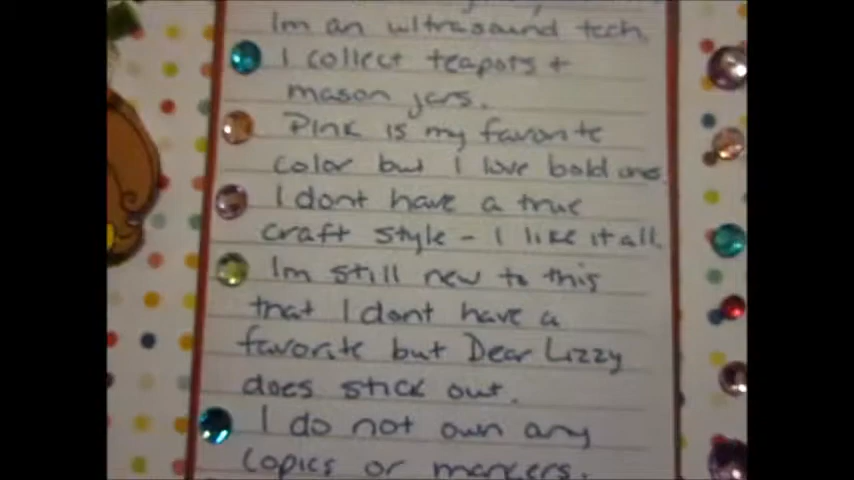 Im an ultrasound tech.
I collect teapots +
mason jars.
Pink is my favorite
color but I love bold ones.
I dont have a true
craft style - I like it all.
Im still new to this
that I dont have a
favorite but Dear Lizzy
does stick out.
I do not own any
copics or markers.